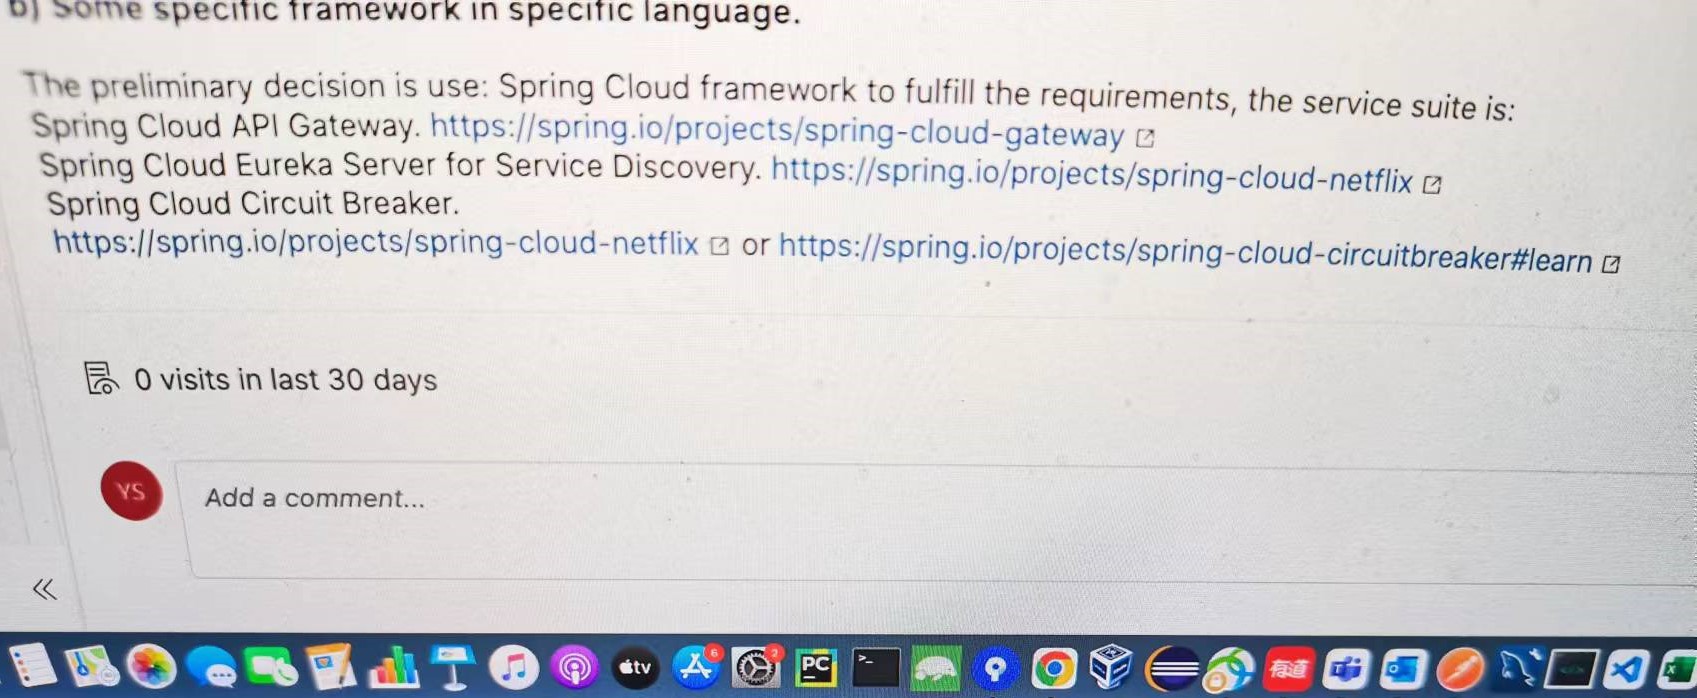 b) Some specific framework in specific language.
The preliminary decision is use: Spring Cloud framework to fulfill the requirements, the service suite is:
Spring Cloud API Gateway. https://spring.io/projects/spring-cloud-gateway
Spring Cloud Eureka Server for Service Discovery. https://spring.io/projects/spring-cloud-netflix
Spring Cloud Circuit Breaker.
https://spring.io/projects/spring-cloud-netflix or https://spring.io/projects/spring-cloud-circuitbreaker#learn
0 visits in last 30 days
YS
Add a comment...
tv
6
2
PC
>_
有道